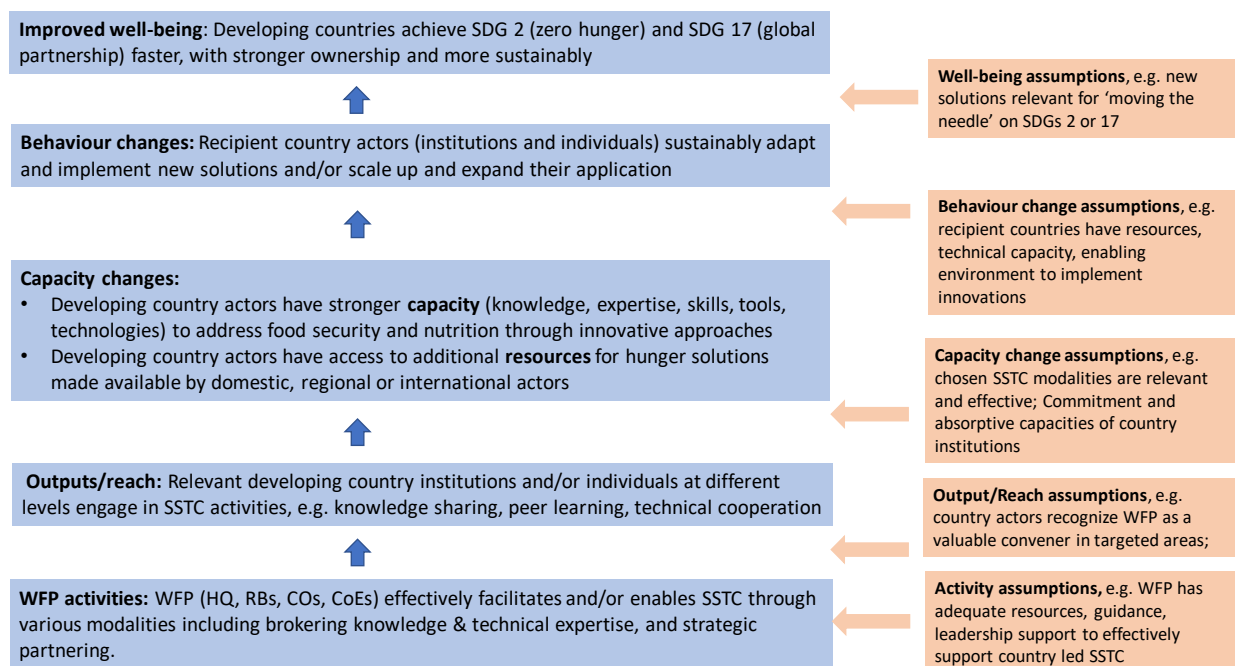 Improved well-being: Developing countries achieve SDG 2 (zero hunger) and SDG 17 (global
partnership) faster, with stronger ownership and more sustainably
Well-being assumptions, e.g. new
solutions relevant for ‘moving the
needle’ on SDGs 2 or 17
Behaviour changes: Recipient country actors (institutions and individuals) sustainably adapt
and implement new solutions and/or scale up and expand their application
Behaviour change assumptions, e.g.
recipient countries have resources,
technical capacity, enabling
environment to implement
innovations
Capacity changes:
• Developing country actors have stronger capacity (knowledge, expertise, skills, tools,
technologies) to address food security and nutrition through innovative approaches
• Developing country actors have access to additional resources for hunger solutions
made available by domestic, regional or international actors
Capacity change assumptions, e.g.
chosen SSTC modalities are relevant
and effective; Commitment and
absorptive capacities of country
institutions
Outputs/reach: Relevant developing country institutions and/or individuals at different
levels engage in SSTC activities, e.g. knowledge sharing, peer learning, technical cooperation
Output/Reach assumptions, e.g.
country actors recognize WFP as a
valuable convener in targeted areas;
WFP activities: WFP (HQ, RBs, COs, CoEs) effectively facilitates and/or enables SSTC through
various modalities including brokering knowledge & technical expertise, and strategic
partnering.
Activity assumptions, e.g. WFP has
adequate resources, guidance,
leadership support to effectively
support country led SSTC